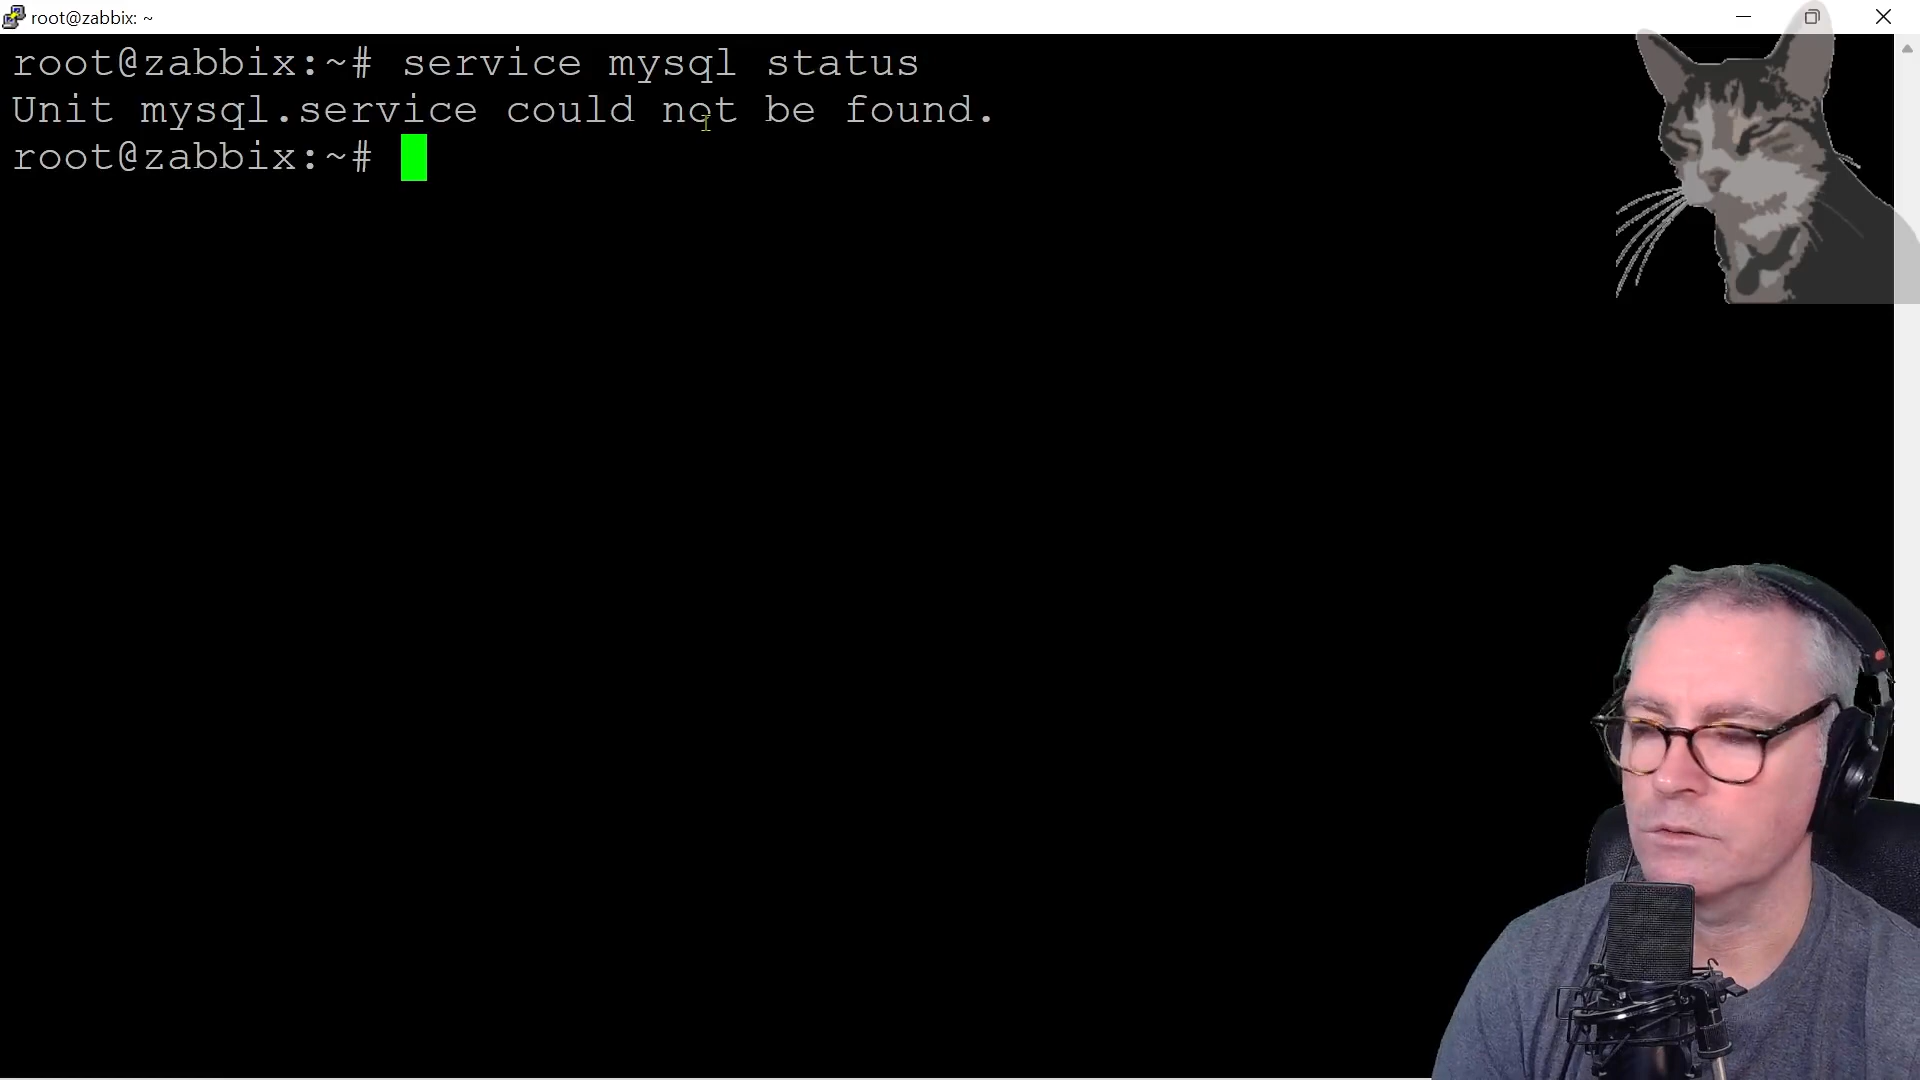 root@zabbix: ~
root@zabbix:~# service mysql status
Unit mysql.service could not be found.
root@zabbix:~#